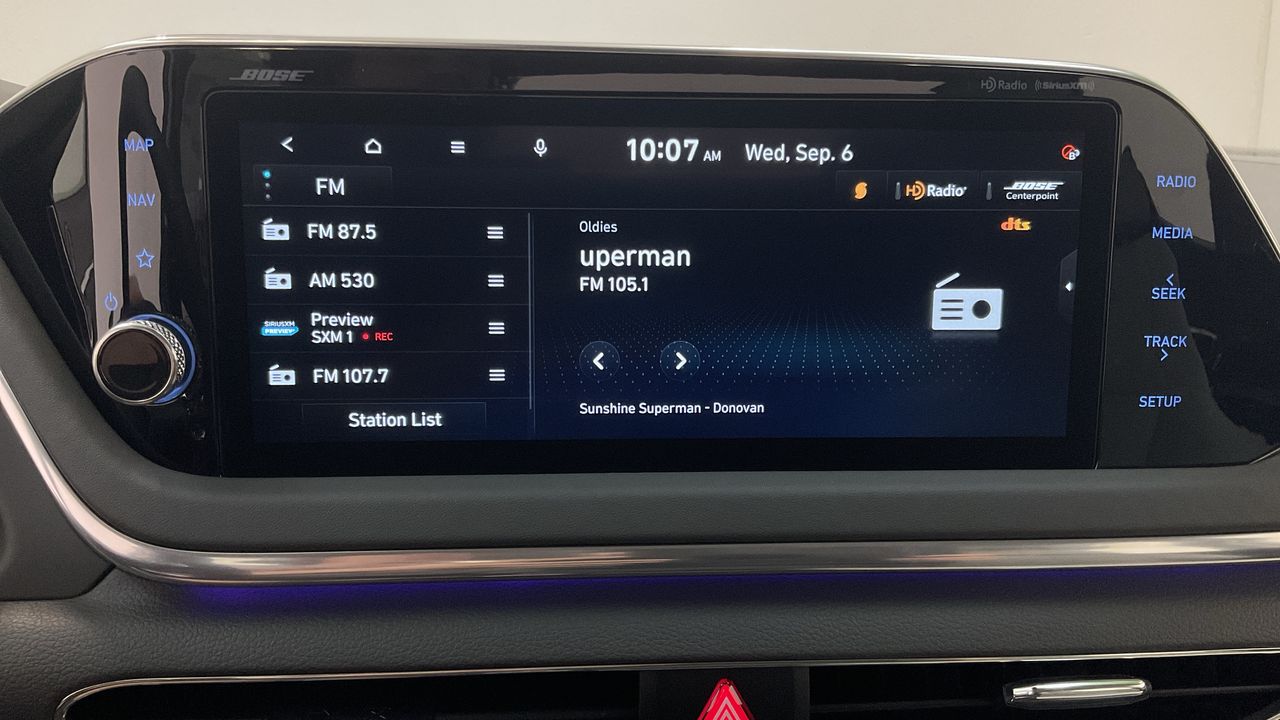 BOSE
HD Radio ((SiriusXM))
MAP
NAV
10:07 AM Wed, Sep. 6
FM
HD Radio
BOSE
Centerpoint
dts
FM 87.5
AM 530
SIRIUSXM
PREVIEW
Preview
SXM 1 REC
FM 107.7
Station List
Oldies
uperman
FM 105.1
Sunshine Superman - Donovan
RADIO
MEDIA
SEEK
TRACK
SETUP